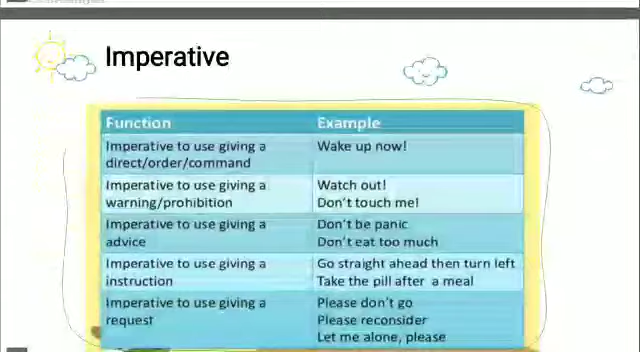 Imperative
Function Example
Imperative to use giving a Wake up now!
direct/order/command
Imperative to use giving a Watch out!
warning/prohibition Don't touch me!
Imperative to use giving a Don't be panic
advice Don't eat too much
Imperative to use giving a Go straight ahead then turn left
instruction Take the pill after a meal
Imperative to use giving a Please don't go
request Please reconsider
Let me alone, please